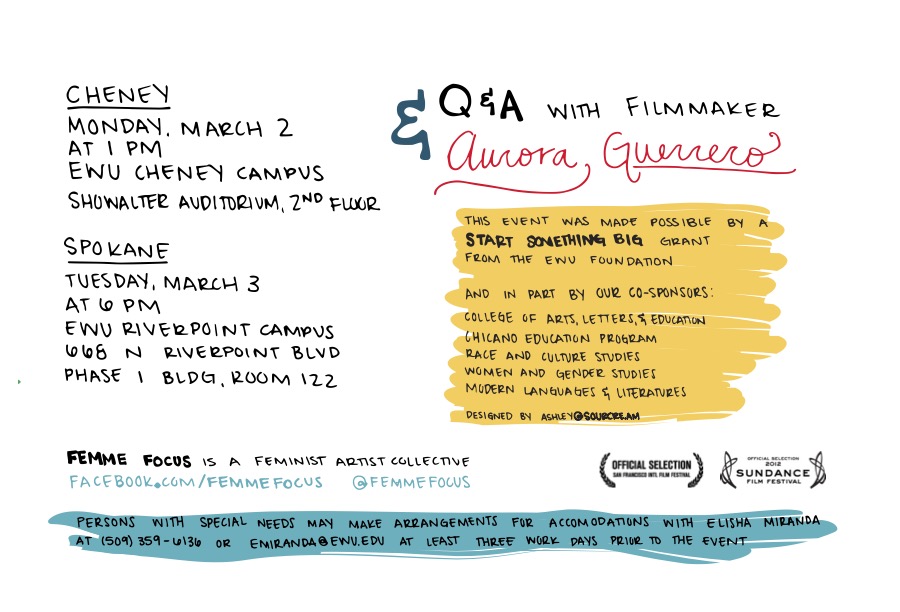 CHENEY
MONDAY, MARCH 2
AT 1 PM
EWU CHENEY CAMPUS
SHOWALTER AUDITORIUM, 2ND FLOOR
SPOKANE
TUESDAY, MARCH 3
AT 6 PM
EWU RIVERPOINT CAMPUS
668 N RIVERPOINT BLVD
PHASE 1 BLDG, ROOM 122
& Q&A WITH FILMMAKER
Aurora Guerrero
THIS EVENT WAS MADE POSSIBLE BY A
START SOMETHING BIG GRANT
FROM THE EWU FOUNDATION
AND IN PART BY OUR CO-SPONSORS:
COLLEGE OF ARTS, LETTERS, & EDUCATION
CHICANO EDUCATION PROGRAM
RACE AND CULTURE STUDIES
WOMEN AND GENDER STUDIES
MODERN LANGUAGES & LITERATURES
DESIGNED BY ASHLEY@SOURCRE.AM
FEMME FOCUS IS A FEMINIST ARTIST COLLECTIVE
FACEBOOK.COM/FEMMEFOCUS @FEMMEFOCUS
OFFICIAL SELECTION
SAN FRANCISCO INTL FILM FESTIVAL
OFFICIAL SELECTION
2012
SUNDANCE
FILM FESTIVAL
PERSONS WITH SPECIAL NEEDS MAY MAKE ARRANGEMENTS FOR ACCOMODATIONS WITH ELISHA MIRANDA
AT (509) 359-6136 OR EMIRANDA@EWU.EDU AT LEAST THREE WORK DAYS PRIOR TO THE EVENT